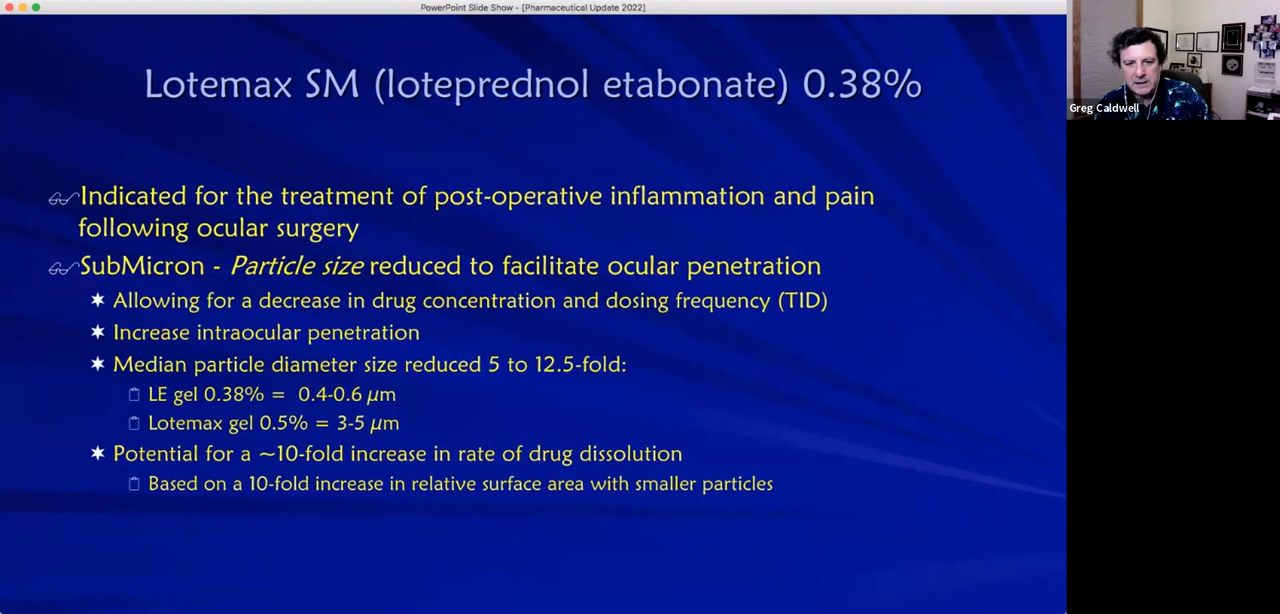 PowerPoint Slide Show - [Pharmaceutical Update 2022]
Lotemax SM (loteprednol etabonate) 0.38%
Indicated for the treatment of post-operative inflammation and pain
following ocular surgery
SubMicron - Particle size reduced to facilitate ocular penetration
Allowing for a decrease in drug concentration and dosing frequency (TID)
Increase intraocular penetration
Median particle diameter size reduced 5 to 12.5-fold:
LE gel 0.38% = 0.4-0.6 µm
Lotemax gel 0.5% = 3-5 µm
Potential for a ~10-fold increase in rate of drug dissolution
Based on a 10-fold increase in relative surface area with smaller particles
Greg Caldwell